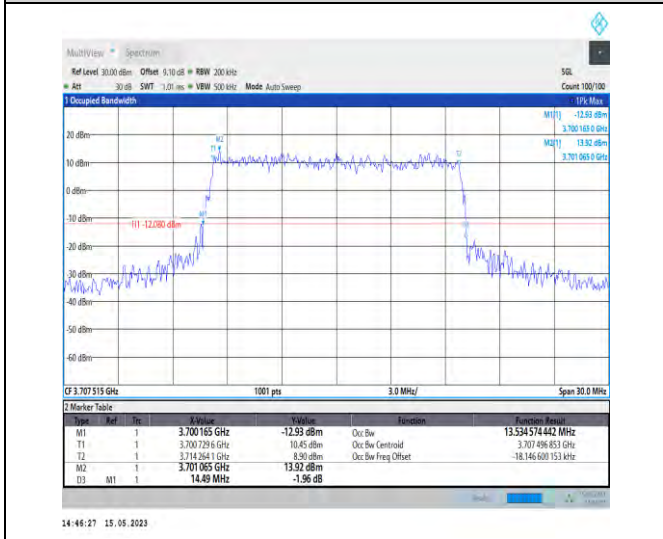 MultiView Spectrum
Ref Level 30.00 dBm Offset 9.10 dB RBW 200 kHz SGL
Att 30 dB SWT 1.01 ms VBW 500 kHz Mode Auto Sweep Count 100/100
1 Occupied Bandwidth 1Pk Max
M1[1] -12.93 dBm
3.700 165 0 GHz
M2[1] 13.92 dBm
3.701 065 0 GHz
20 dBm
M2
T1
T2
10 dBm
0 dBm
-10 dBm
M1
H1 -12.080 dBm
D3
-20 dBm
-30 dBm
-40 dBm
-50 dBm
-60 dBm
CF 3.707 515 GHz 1001 pts 3.0 MHz/ Span 30.0 MHz
2 Marker Table
Type Ref Trc X-Value Y-Value Function Function Result
M1 1 3.700 165 GHz -12.93 dBm Occ Bw 13.534 574 442 MHz
T1 1 3.700 729 6 GHz 10.45 dBm Occ Bw Centroid 3.707 496 853 GHz
T2 1 3.714 264 1 GHz 8.90 dBm Occ Bw Freq Offset -18.146 600 153 kHz
M2 1 3.701 065 GHz 13.92 dBm
D3 M1 1 14.49 MHz -1.96 dB
14:46:27 15.05.2023